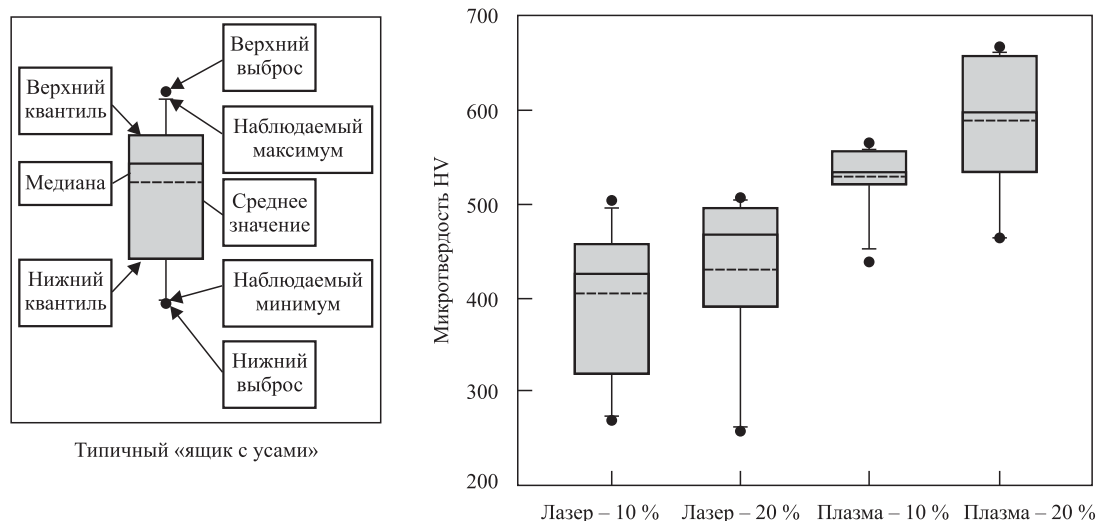 Верхний
выброс
Верхний
квантиль
Наблюдаемый
максимум
Медиана
Среднее
значение
Нижний
квантиль
Наблюдаемый
минимум
Нижний
выброс
Типичный «ящик с усами»
Микротвердость HV
700
600
500
400
300
200
Лазер – 10 %
Лазер – 20 %
Плазма – 10 %
Плазма – 20 %